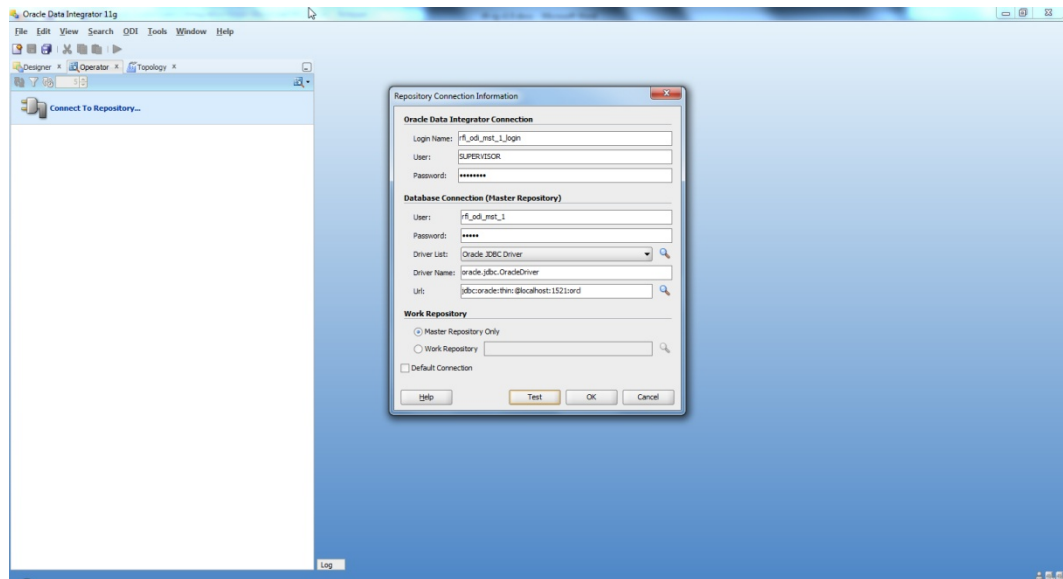 Oracle Data Integrator 11g
File Edit View Search ODI Tools Window Help
Designer x Operator x Topology x
5
Connect To Repository...
Repository Connection Information
Oracle Data Integrator Connection
Login Name: rfi_odi_mst_1_login
User: SUPERVISOR
Password: ••••••••
Database Connection (Master Repository)
User: rfi_odi_mst_1
Password: •••••
Driver List: Oracle JDBC Driver
Driver Name: oracle.jdbc.OracleDriver
Url: jdbc:oracle:thin:@localhost:1521:orcl
Work Repository
Master Repository Only
Work Repository
Default Connection
Help Test OK Cancel
Log